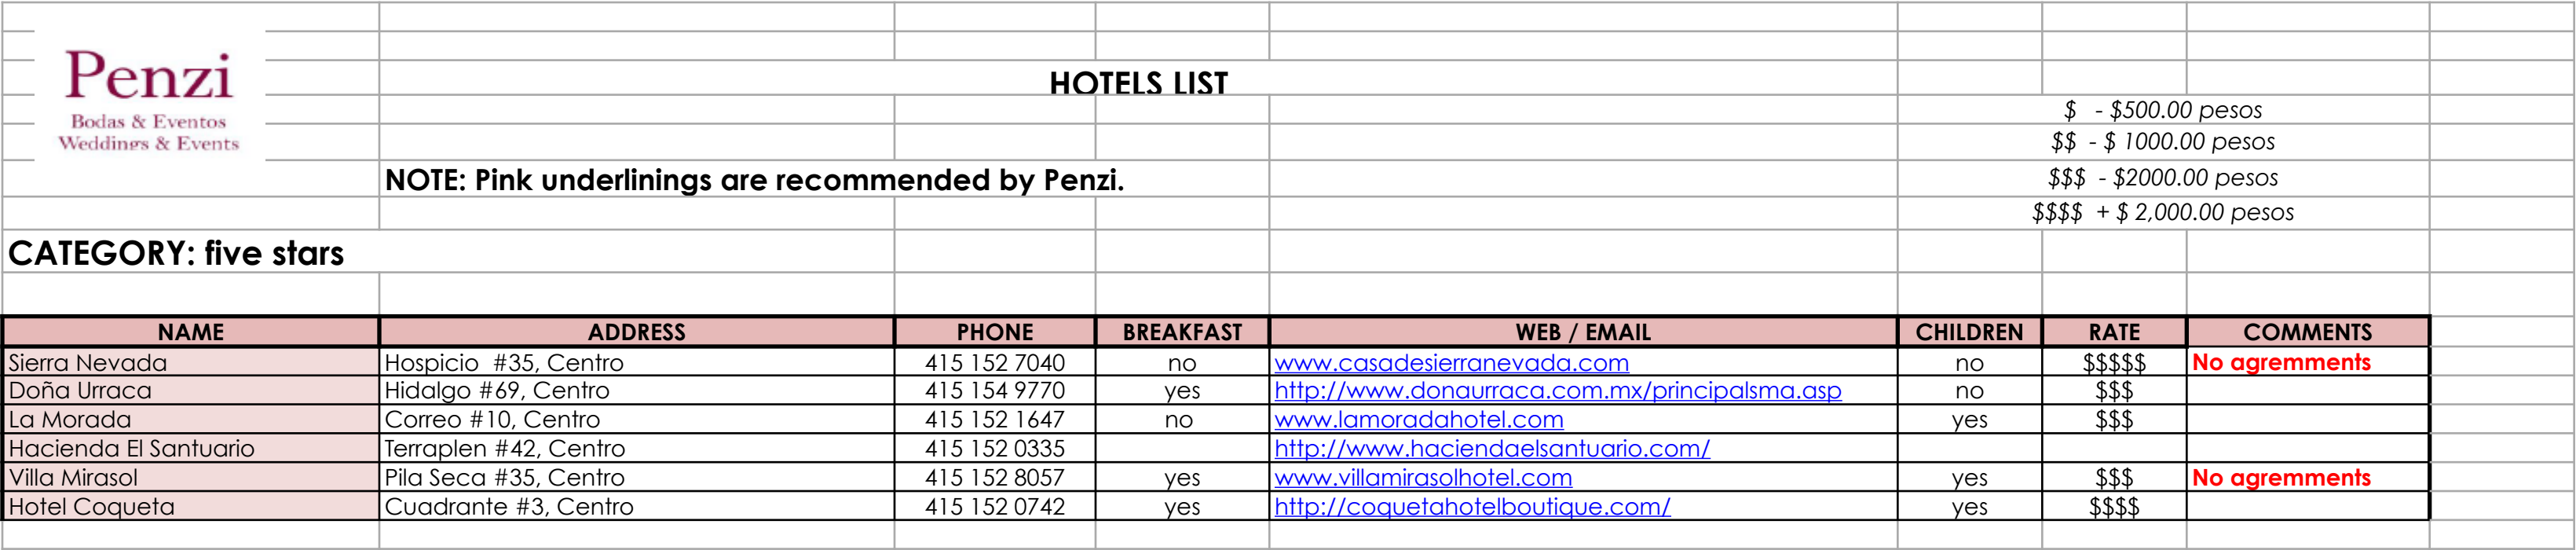 Penzi
Bodas & Eventos
Weddings & Events
HOTELS LIST
$ - $500.00 pesos
$$ - $ 1000.00 pesos
NOTE: Pink underlinings are recommended by Penzi.
$$$ - $2000.00 pesos
$$$$ + $ 2,000.00 pesos
CATEGORY: five stars
NAME ADDRESS PHONE BREAKFAST WEB / EMAIL CHILDREN RATE COMMENTS
Sierra Nevada Hospicio #35, Centro 415 152 7040 no www.casadesierranevada.com no $$$$$ No agremments
Doña Urraca Hidalgo #69, Centro 415 154 9770 yes http://www.donaurraca.com.mx/principalsma.asp no $$$
La Morada Correo #10, Centro 415 152 1647 no www.lamoradahotel.com yes $$$
Hacienda El Santuario Terraplen #42, Centro 415 152 0335 http://www.haciendaelsantuario.com/
Villa Mirasol Pila Seca #35, Centro 415 152 8057 yes www.villamirasolhotel.com yes $$$ No agremments
Hotel Coqueta Cuadrante #3, Centro 415 152 0742 yes http://coquetahotelboutique.com/ yes $$$$